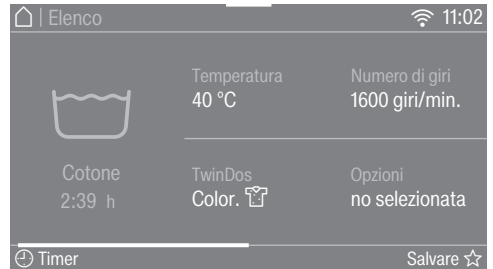 | Elenco 11:02
Temperatura
40 °C
Numero di giri
1600 giri/min.
Cotone
2:39 h
TwinDos
Color.
Opzioni
no selezionata
Timer
Salvare